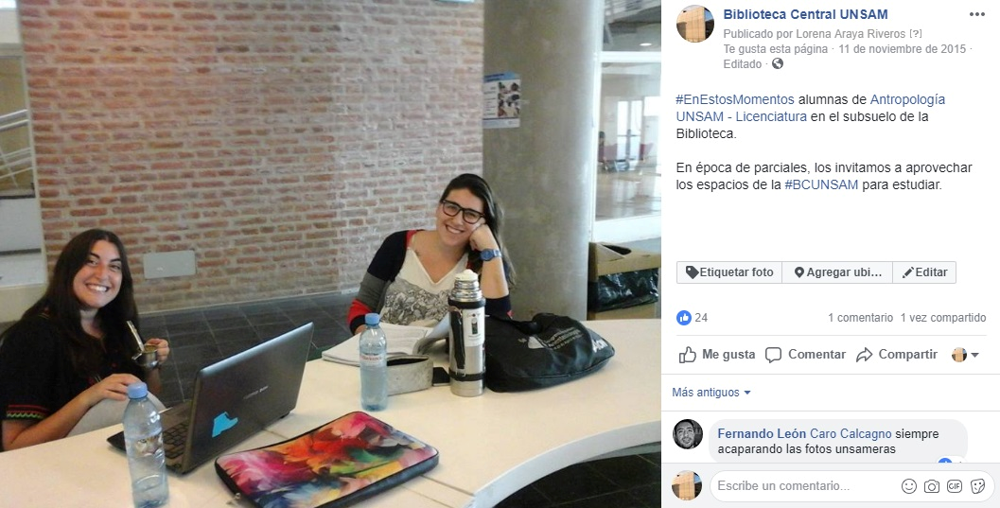 Biblioteca Central UNSAM
Publicado por Lorena Araya Riveros [?]
Te gusta esta página · 11 de noviembre de 2015 ·
Editado ·
#EnEstosMomentos alumnas de Antropología
UNSAM - Licenciatura en el subsuelo de la
Biblioteca.
En época de parciales, los invitamos a aprovechar
los espacios de la #BCUNSAM para estudiar.
Etiquetar foto
Agregar ubi...
Editar
24
1 comentario 1 vez compartido
Me gusta
Comentar
Compartir
Más antiguos
Fernando León Caro Calcagno siempre
acaparando las fotos unsameras
Escribe un comentario...
GIF